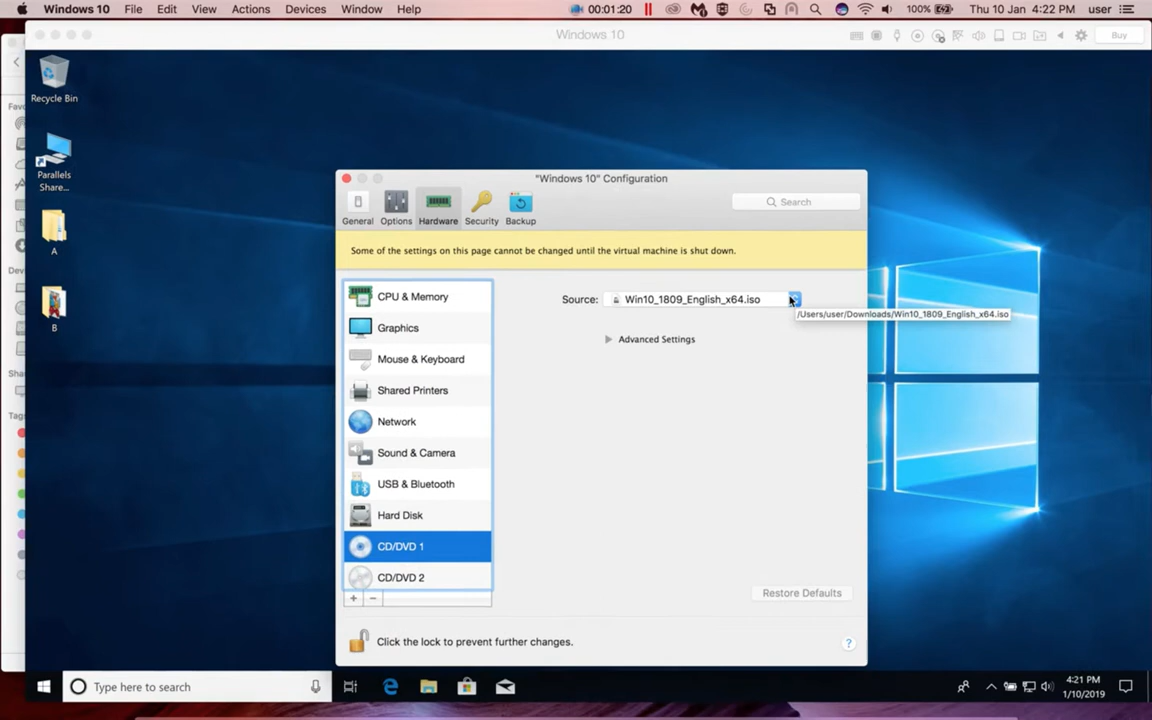 Windows 10 File Edit View Actions Devices Window Help 00:01:20 100% Thu 10 Jan 4:22 PM user
Windows 10 Buy
Recycle Bin
Parallels
Share...
A
B
Favo
Devi
Shar
Tags
"Windows 10" Configuration
General Options Hardware Security Backup Search
Some of the settings on this page cannot be changed until the virtual machine is shut down.
CPU & Memory
Graphics
Mouse & Keyboard
Shared Printers
Network
Sound & Camera
USB & Bluetooth
Hard Disk
CD/DVD 1
CD/DVD 2
+ −
Source: Win10_1809_English_x64.iso
/Users/user/Downloads/Win10_1809_English_x64.iso
Advanced Settings
Restore Defaults
Click the lock to prevent further changes. ?
Type here to search
4:21 PM
1/10/2019